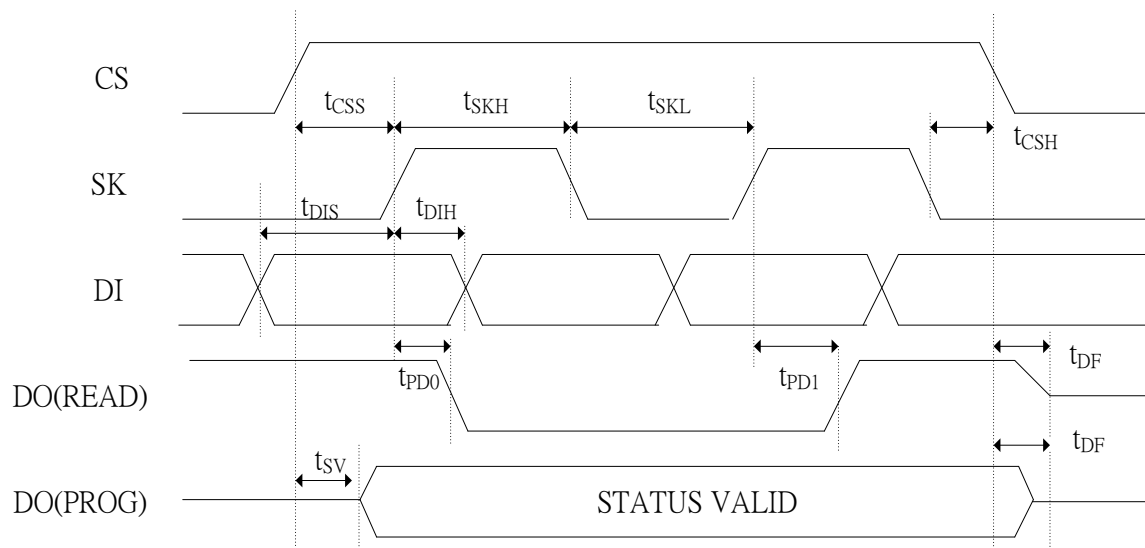 CS
tCSS
tSKH
tSKL
tCSH
SK
tDIS
tDIH
DI
tPD0
tPD1
tDF
DO(READ)
tSV
tDF
DO(PROG)
STATUS VALID